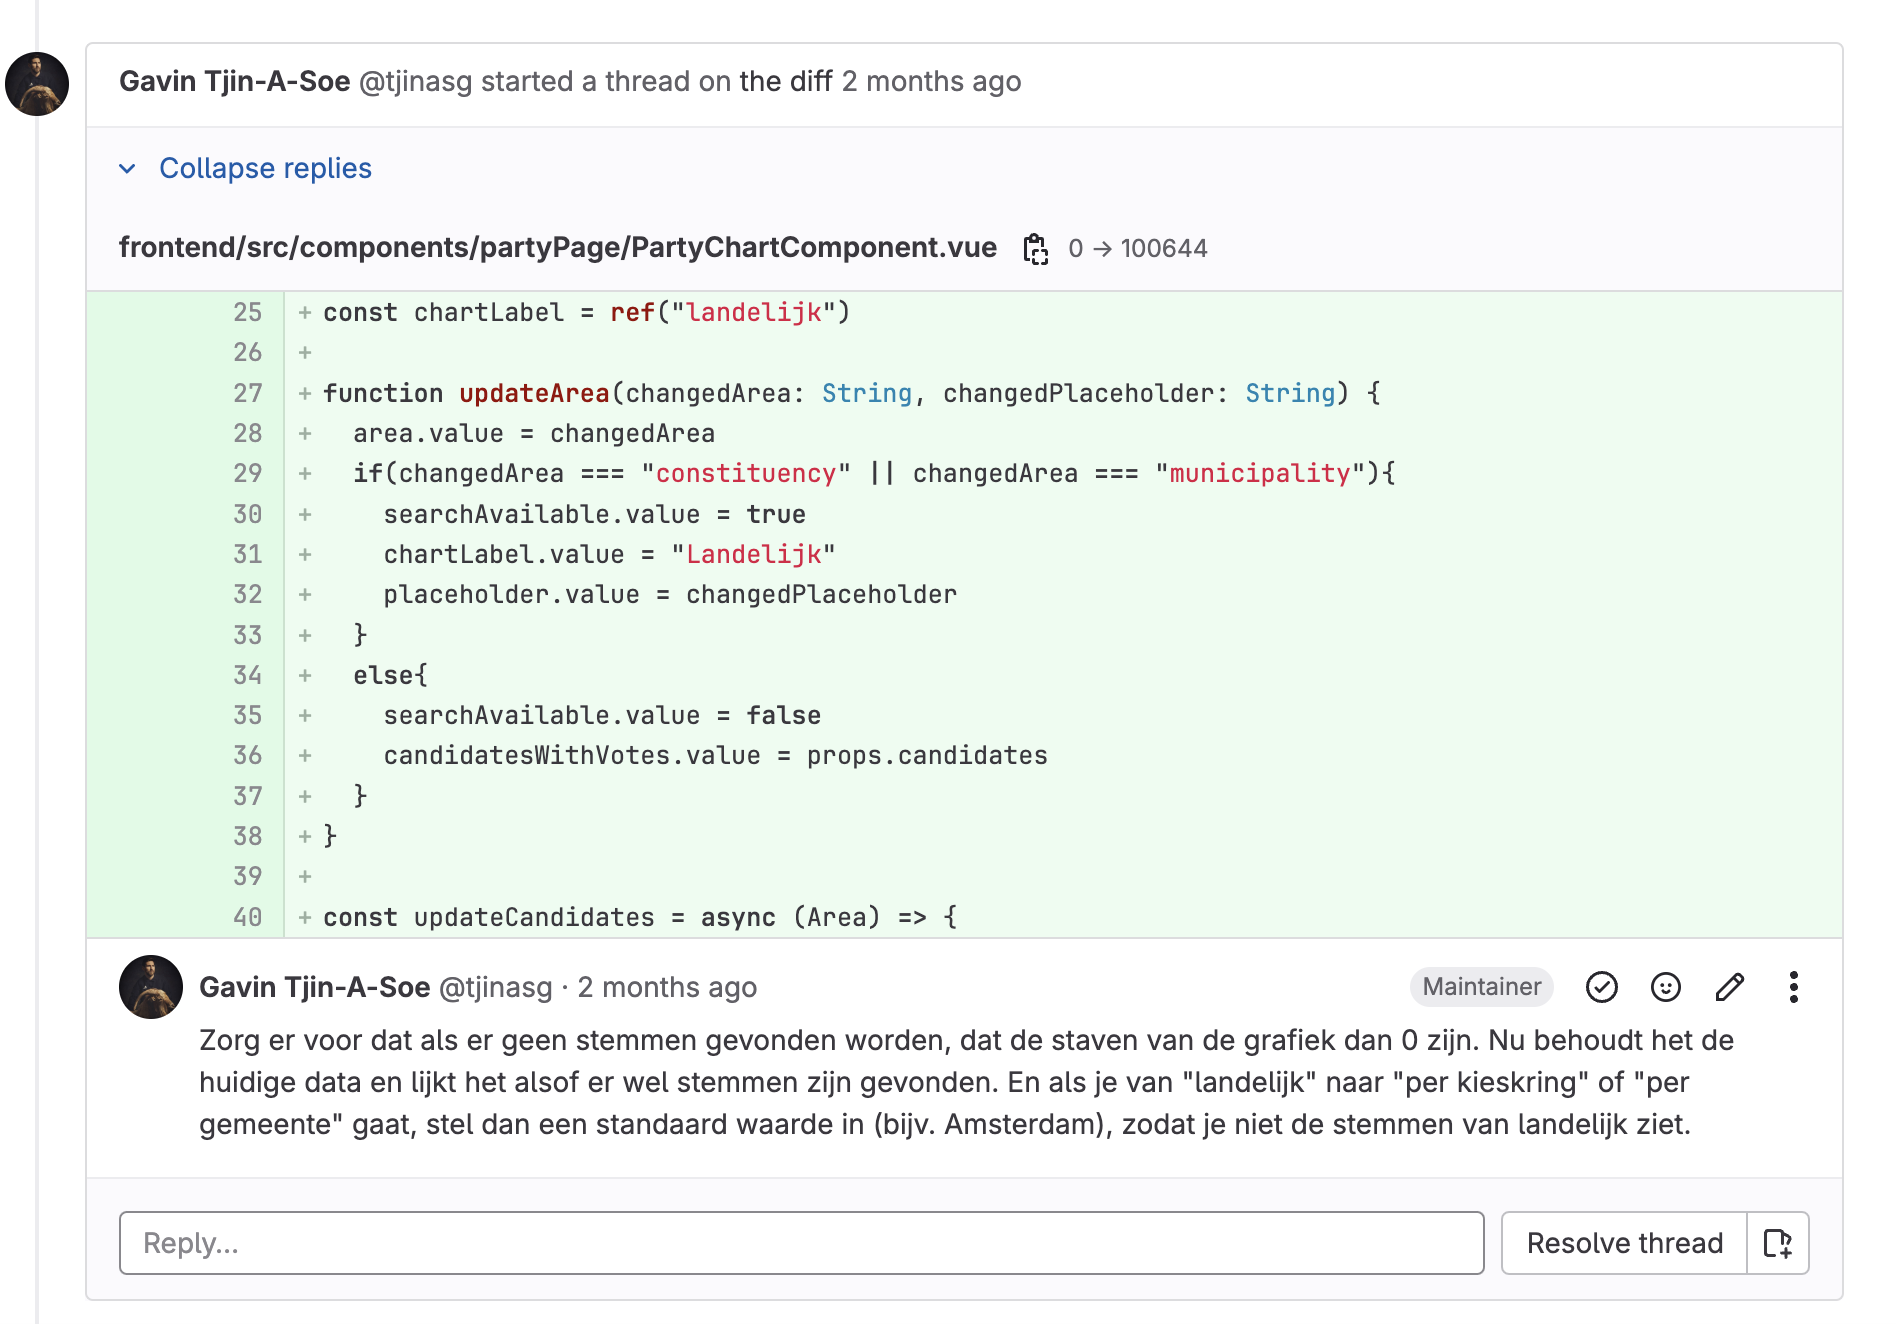 Gavin Tjin-A-Soe @tjinasg started a thread on the diff 2 months ago
Collapse replies
frontend/src/components/partyPage/PartyChartComponent.vue 0 → 100644
25 + const chartLabel = ref("landelijk")
26 +
27 + function updateArea(changedArea: String, changedPlaceholder: String) {
28 +   area.value = changedArea
29 +   if(changedArea === "constituency" || changedArea === "municipality"){
30 +     searchAvailable.value = true
31 +     chartLabel.value = "Landelijk"
32 +     placeholder.value = changedPlaceholder
33 +   }
34 +   else{
35 +     searchAvailable.value = false
36 +     candidatesWithVotes.value = props.candidates
37 +   }
38 + }
39 +
40 + const updateCandidates = async (Area) => {
Gavin Tjin-A-Soe @tjinasg · 2 months ago Maintainer
Zorg er voor dat als er geen stemmen gevonden worden, dat de staven van de grafiek dan 0 zijn. Nu behoudt het de
huidige data en lijkt het alsof er wel stemmen zijn gevonden. En als je van "landelijk" naar "per kieskring" of "per
gemeente" gaat, stel dan een standaard waarde in (bijv. Amsterdam), zodat je niet de stemmen van landelijk ziet.
Reply... Resolve thread